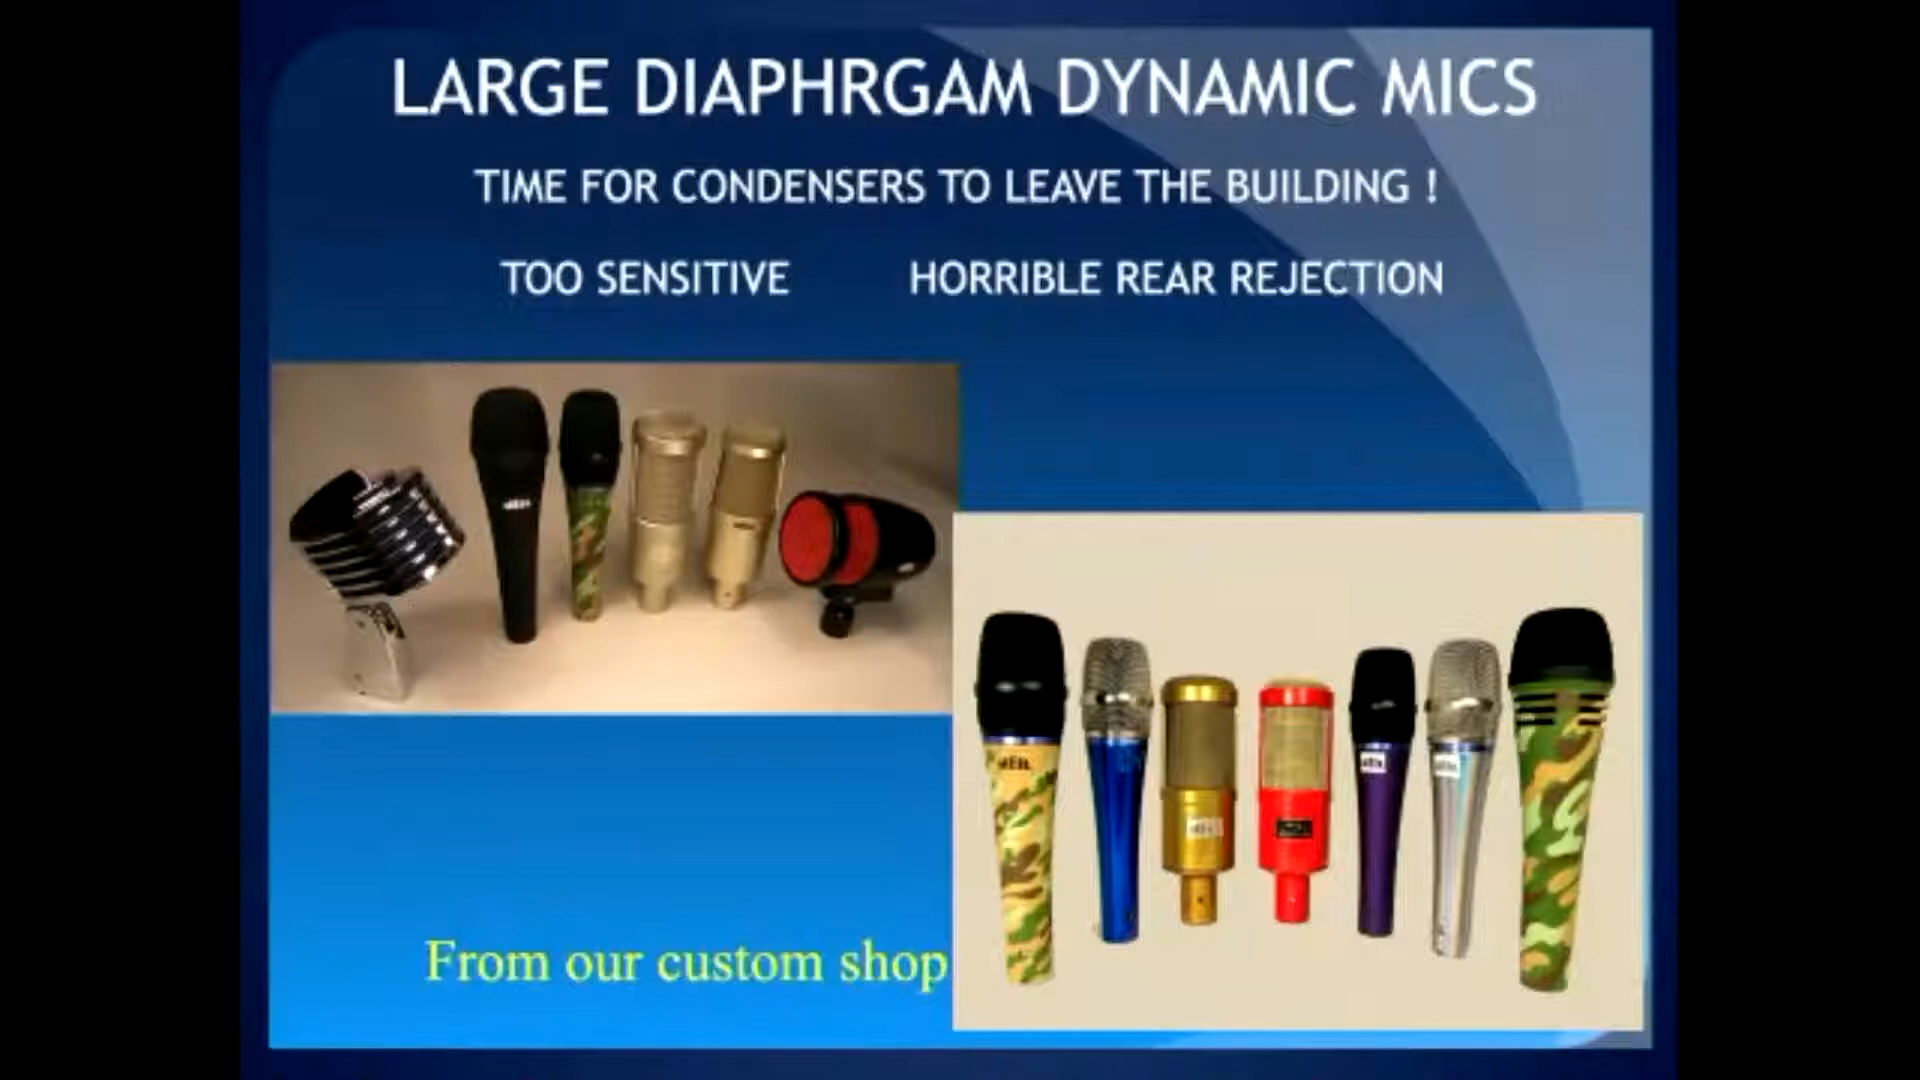 LARGE DIAPHRGAM DYNAMIC MICS
TIME FOR CONDENSERS TO LEAVE THE BUILDING !
TOO SENSITIVE HORRIBLE REAR REJECTION
From our custom shop